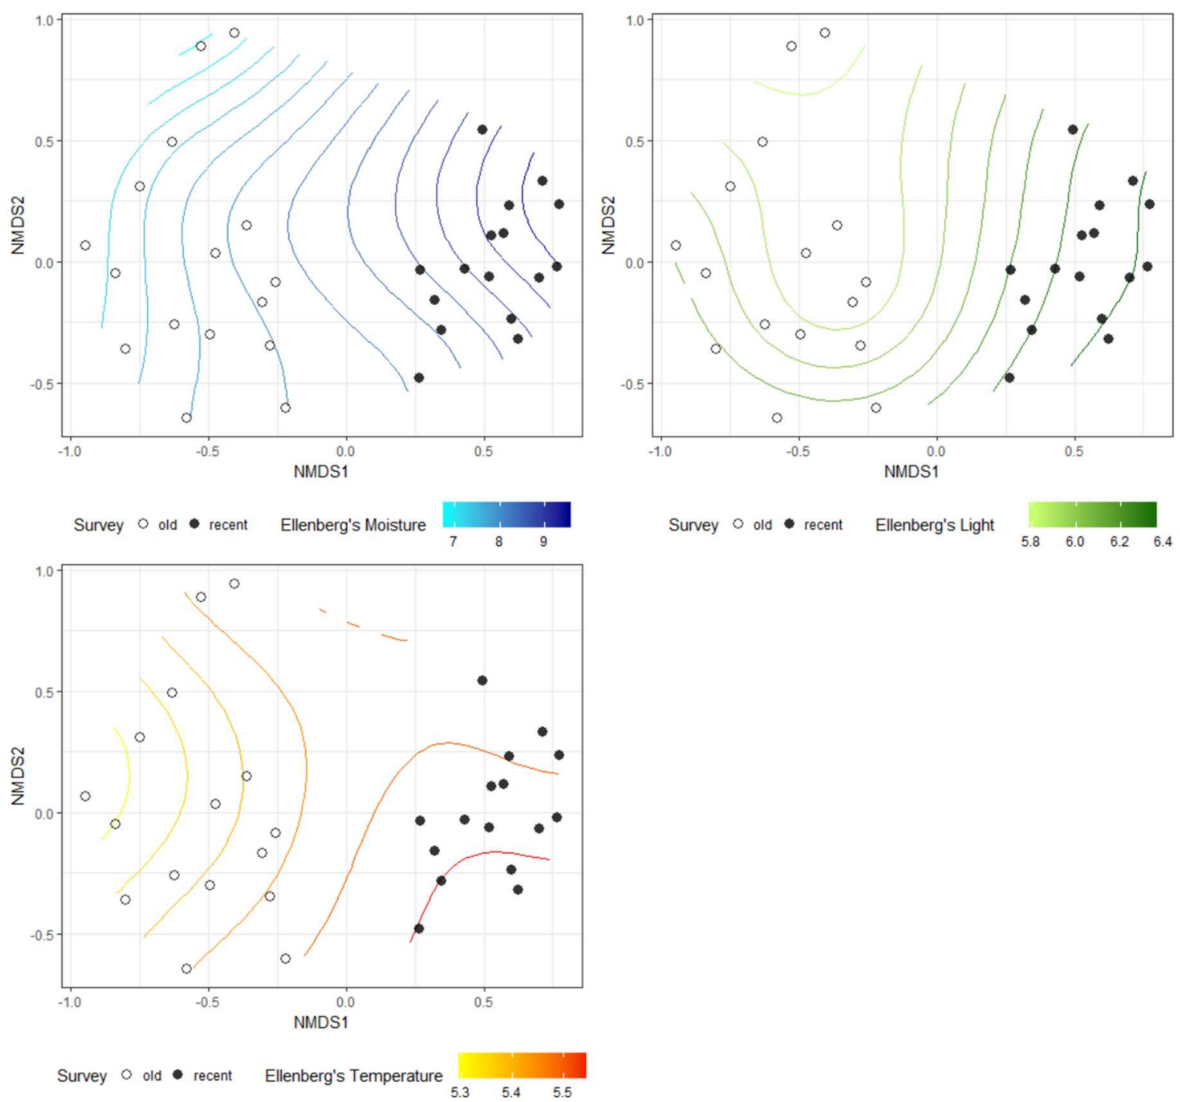 1.0
0.5
0.0
-0.5
NMDS2
-1.0 -0.5 0.0 0.5
NMDS1
Survey old recent Ellenberg's Moisture
7 8 9
1.0
0.5
0.0
-0.5
NMDS2
-1.0 -0.5 0.0 0.5
NMDS1
Survey old recent Ellenberg's Light
5.8 6.0 6.2 6.4
1.0
0.5
0.0
-0.5
NMDS2
-1.0 -0.5 0.0 0.5
NMDS1
Survey old recent Ellenberg's Temperature
5.3 5.4 5.5